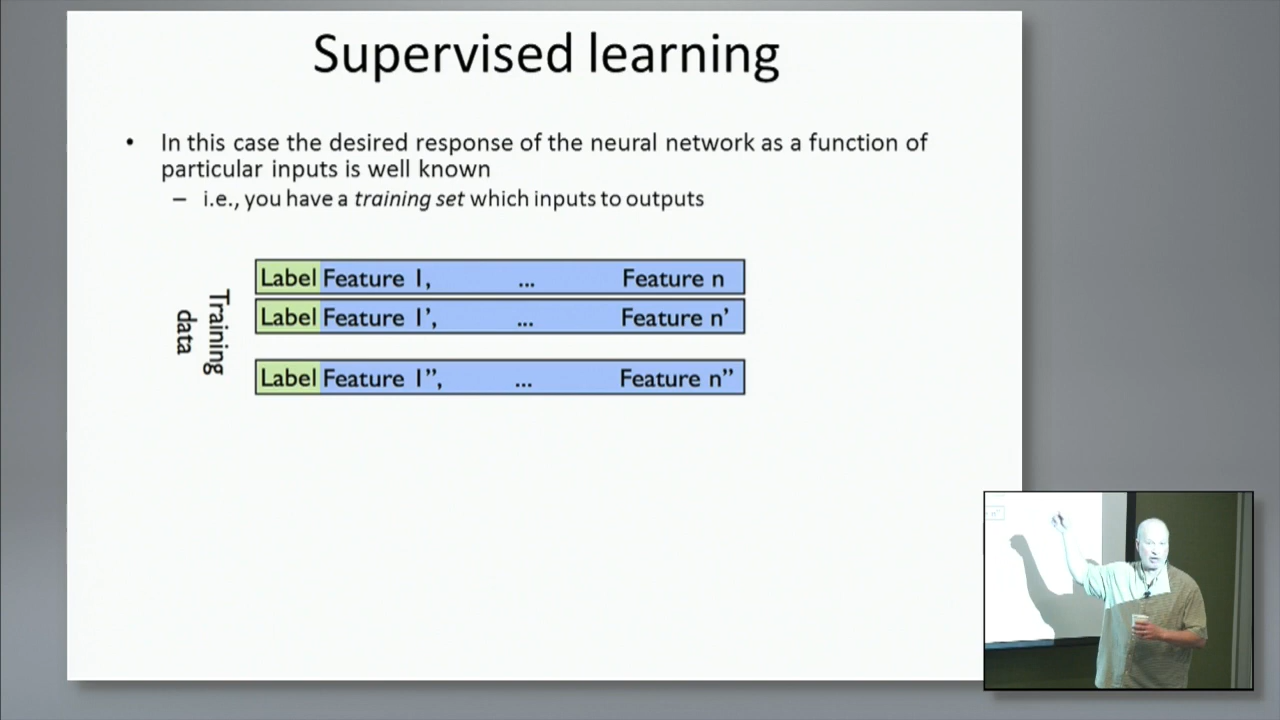 Supervised learning
• In this case the desired response of the neural network as a function of
particular inputs is well known
– i.e., you have a training set which inputs to outputs
Training
data
Label Feature 1, ... Feature n
Label Feature 1’, ... Feature n’
Label Feature 1”, ... Feature n”